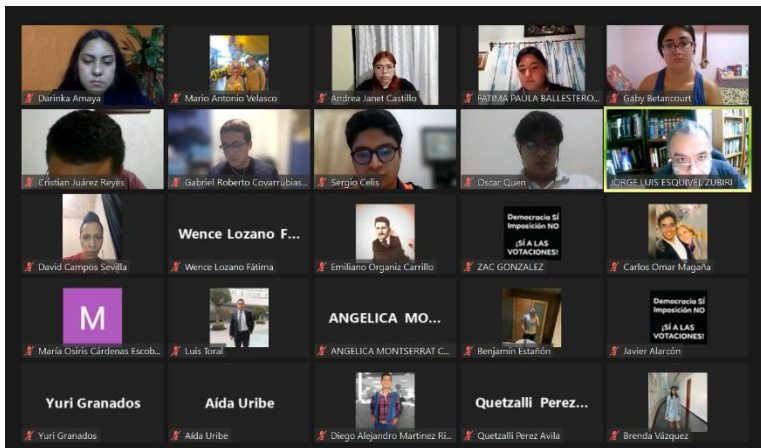 Darinka Amaya
Mario Antonio Velasco
Andrea Janet Castillo
FATIMA PAULA BALLESTERO...
Gaby Betancourt
Cristian Juárez Reyes
Gabriel Roberto Covarrubias...
Sergio Celis
Oscar Quen
JORGE LUIS ESQUIVEL ZUBIRI
David Campos Sevilla
Wence Lozano F...
Wence Lozano Fátima
Emiliano Organiz Carrillo
Democracia SÍ
Imposición NO
¡SÍ A LAS
VOTACIONES!
ZAC GONZALEZ
Carlos Omar Magaña
M
María Osiris Cárdenas Escob...
Luis Toral
ANGELICA MO...
ANGELICA MONTSERRAT C...
Benjamín Estañón
Democracia SÍ
Imposición NO
¡SÍ A LAS
VOTACIONES!
Javier Alarcón
Yuri Granados
Yuri Granados
Aída Uribe
Aída Uribe
Diego Alejandro Martinez Ri...
Quetzalli Perez...
Quetzalli Perez Avila
Brenda Vázquez